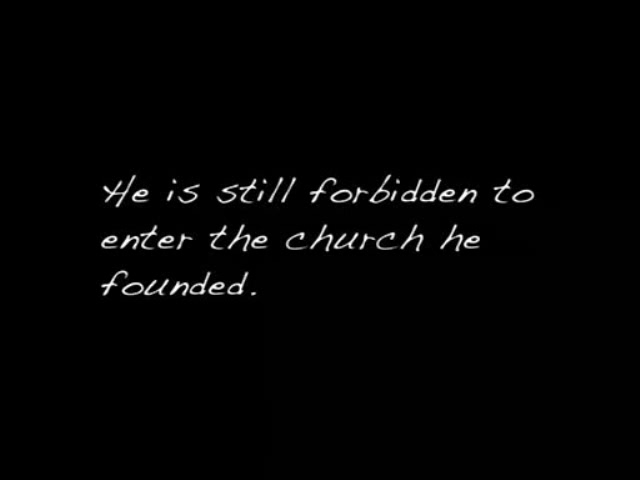 He is still forbidden to
enter the church he
founded.